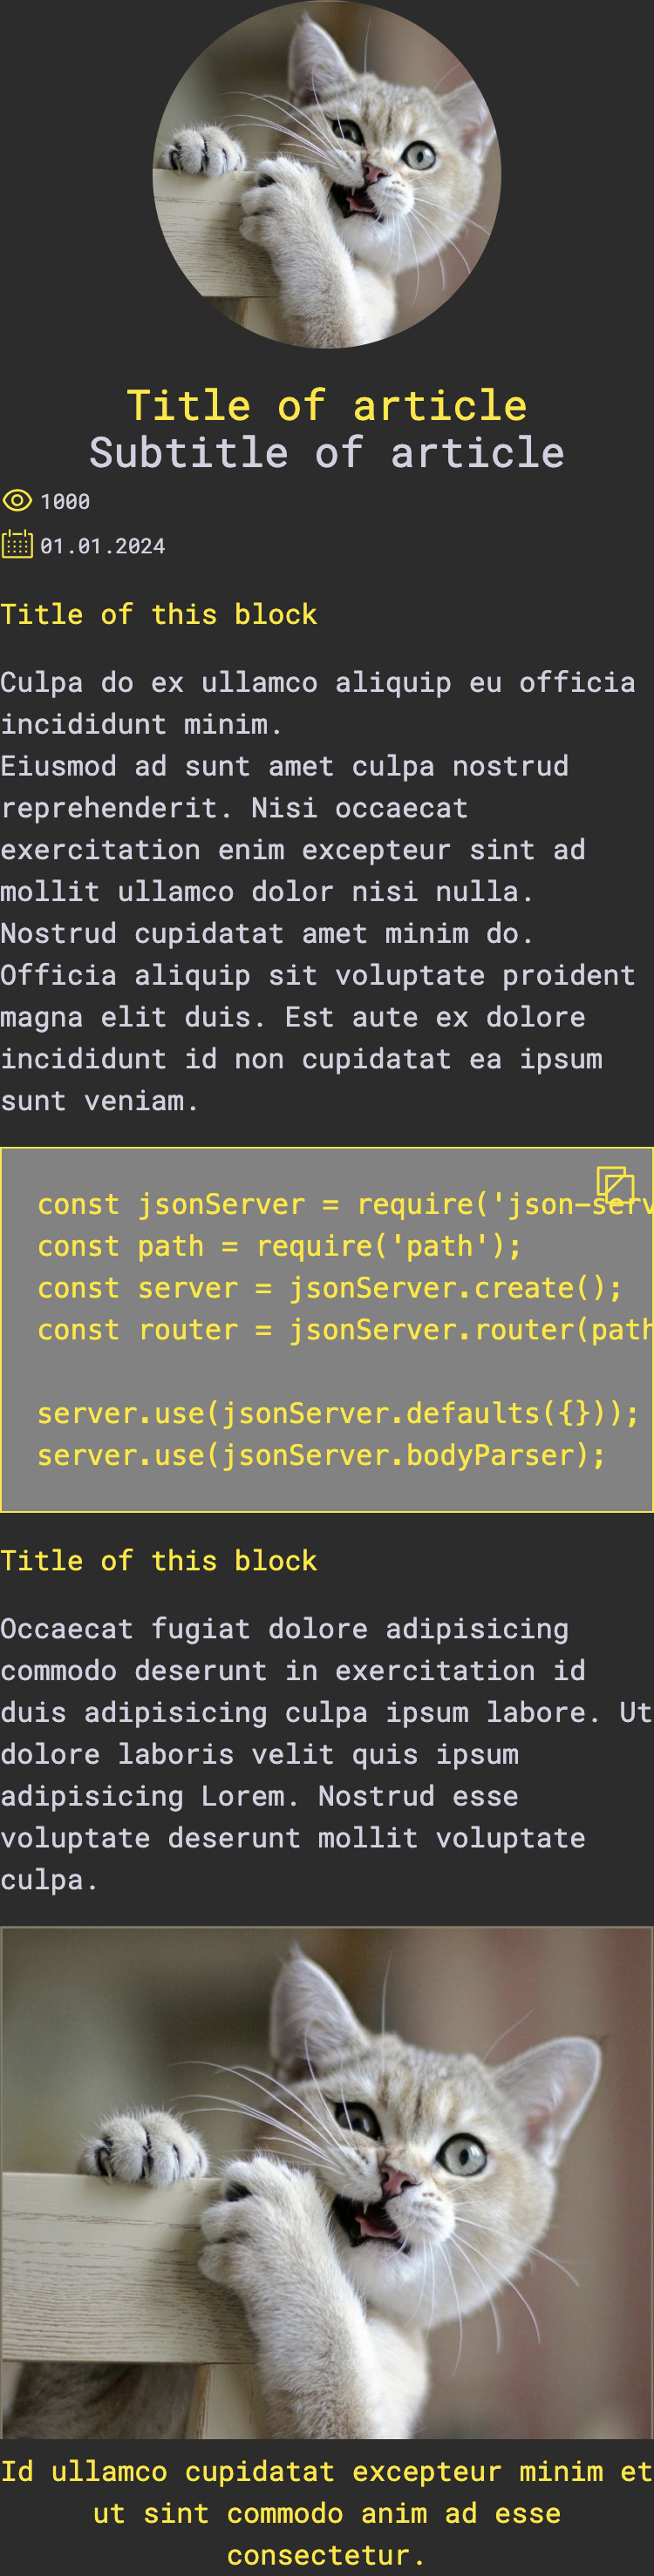 Title of article
Subtitle of article
1000
01.01.2024
Title of this block
Culpa do ex ullamco aliquip eu officia
incididunt minim.
Eiusmod ad sunt amet culpa nostrud
reprehenderit. Nisi occaecat
exercitation enim excepteur sint ad
mollit ullamco dolor nisi nulla.
Nostrud cupidatat amet minim do.
Officia aliquip sit voluptate proident
magna elit duis. Est aute ex dolore
incididunt id non cupidatat ea ipsum
sunt veniam.
const jsonServer = require('json-serv
const path = require('path');
const server = jsonServer.create();
const router = jsonServer.router(path
server.use(jsonServer.defaults({}));
server.use(jsonServer.bodyParser);
Title of this block
Occaecat fugiat dolore adipisicing
commodo deserunt in exercitation id
duis adipisicing culpa ipsum labore. Ut
dolore laboris velit quis ipsum
adipisicing Lorem. Nostrud esse
voluptate deserunt mollit voluptate
culpa.
Id ullamco cupidatat excepteur minim et
ut sint commodo anim ad esse
consectetur.